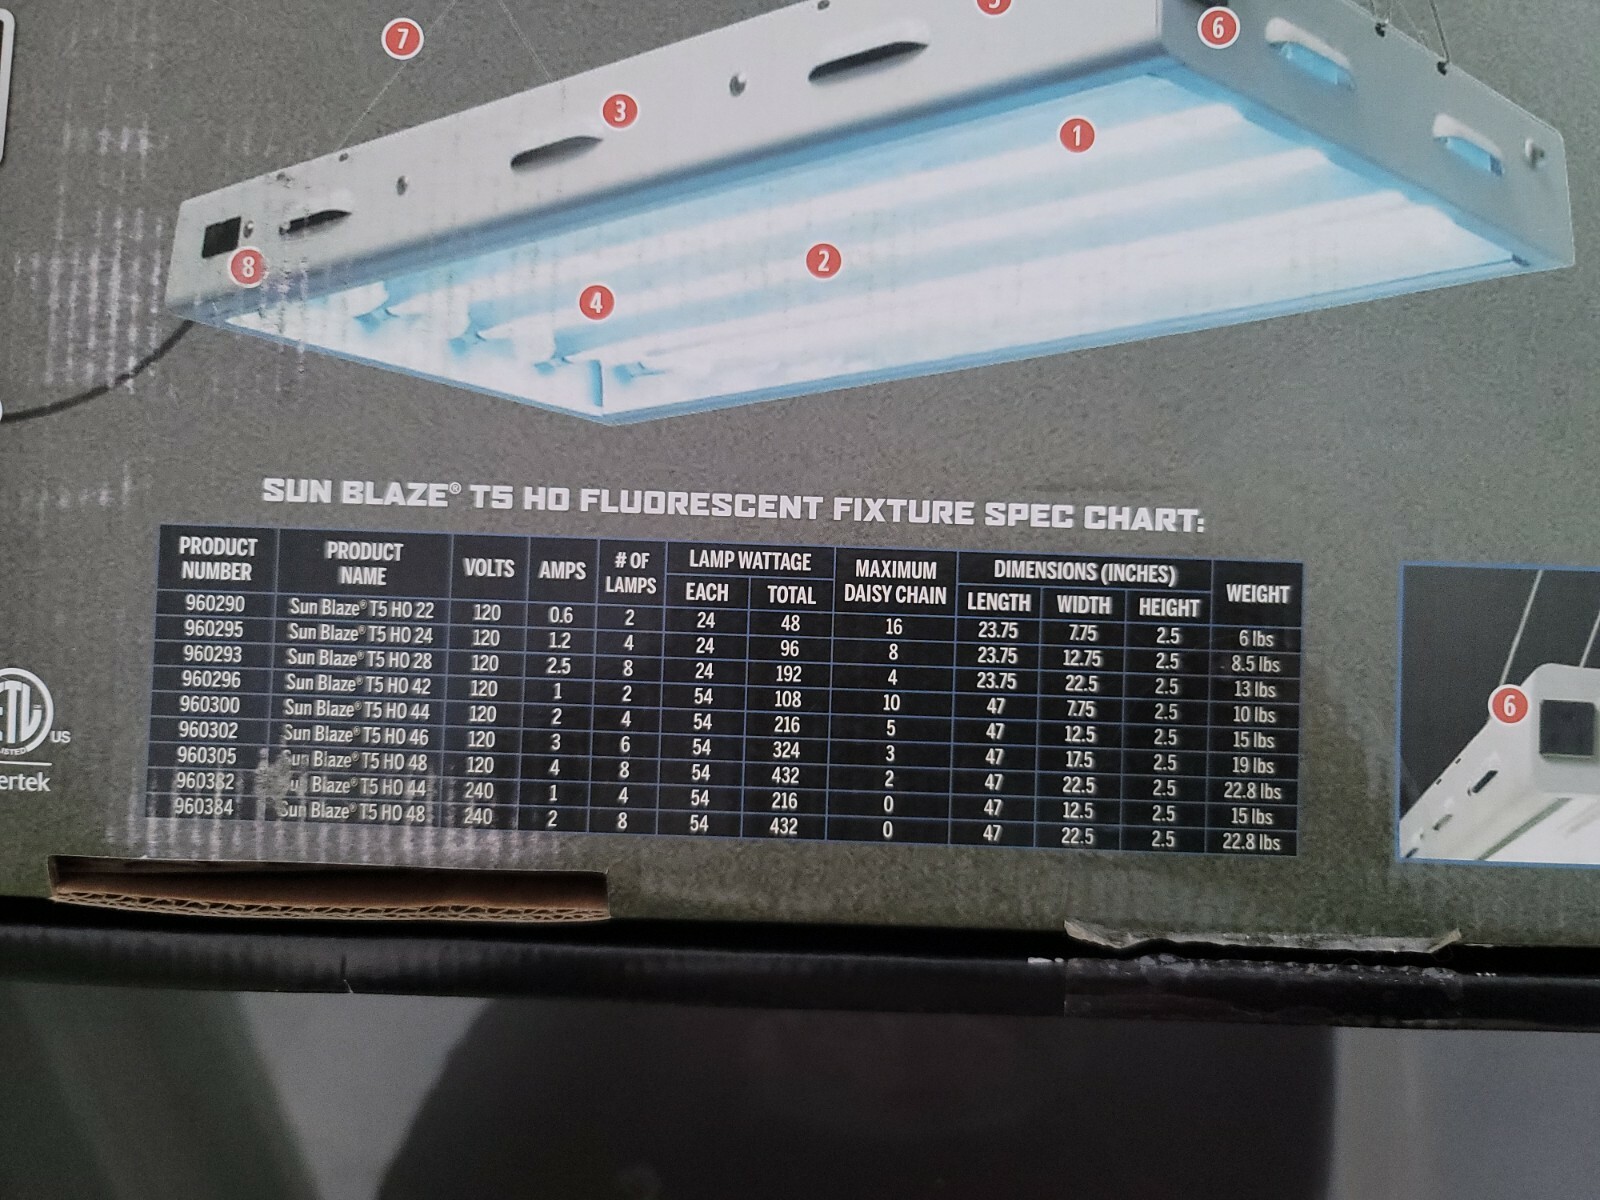 7
5
6
3
1
2
8
4
SUN BLAZE® T5 HO FLUORESCENT FIXTURE SPEC CHART:
PRODUCT NUMBER PRODUCT NAME VOLTS AMPS # OF LAMPS LAMP WATTAGE MAXIMUM DAISY CHAIN DIMENSIONS (INCHES) WEIGHT
EACH TOTAL LENGTH WIDTH HEIGHT
960290 Sun Blaze® T5 HO 22 120 0.6 2 24 48 16 23.75 7.75 2.5 6 lbs
960295 Sun Blaze® T5 HO 24 120 1.2 4 24 96 8 23.75 12.75 2.5 8.5 lbs
960293 Sun Blaze® T5 HO 28 120 2.5 8 24 192 4 23.75 22.5 2.5 13 lbs
960296 Sun Blaze® T5 HO 42 120 1 2 54 108 10 47 7.75 2.5 10 lbs
960300 Sun Blaze® T5 HO 44 120 2 4 54 216 5 47 12.5 2.5 15 lbs
960302 Sun Blaze® T5 HO 46 120 3 6 54 324 3 47 17.5 2.5 19 lbs
960305 Sun Blaze® T5 HO 48 120 4 8 54 432 2 47 22.5 2.5 22.8 lbs
960382 Sun Blaze® T5 HO 44 240 1 4 54 216 0 47 12.5 2.5 15 lbs
960384 Sun Blaze® T5 HO 48 240 2 8 54 432 0 47 22.5 2.5 22.8 lbs
6
US
LISTED
ertek